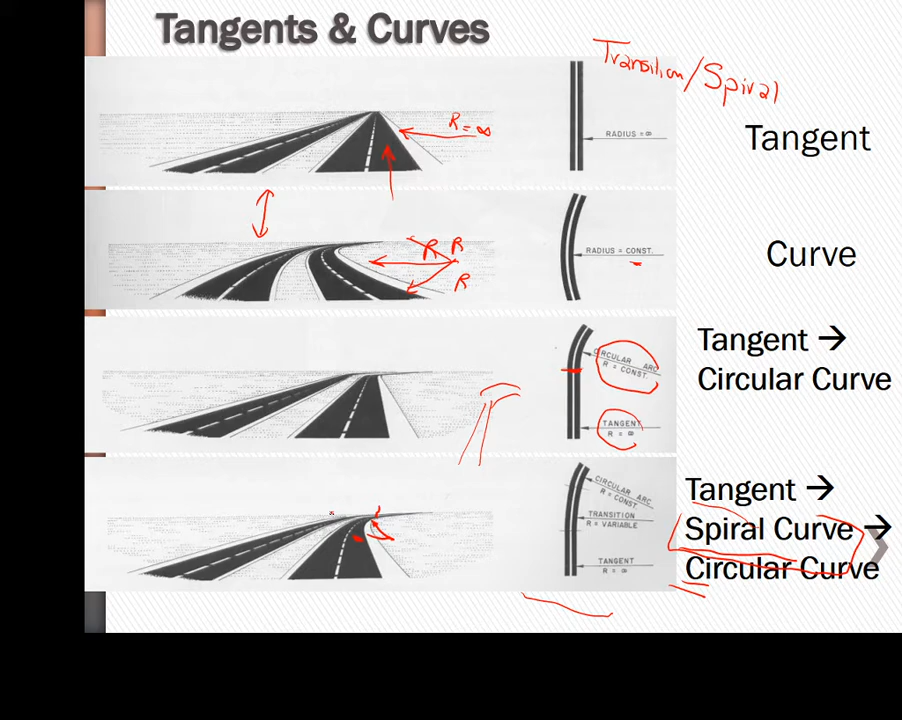 Tangents & Curves
Transition/Spiral
R = ∞
RADIUS = ∞
Tangent
R R
R
RADIUS = CONST.
Curve
CIRCULAR ARC
R = CONST.
TANGENT
R = ∞
Tangent →
Circular Curve
CIRCULAR ARC
R = CONST.
TRANSITION
R = VARIABLE
TANGENT
R = ∞
Tangent →
Spiral Curve →
Circular Curve